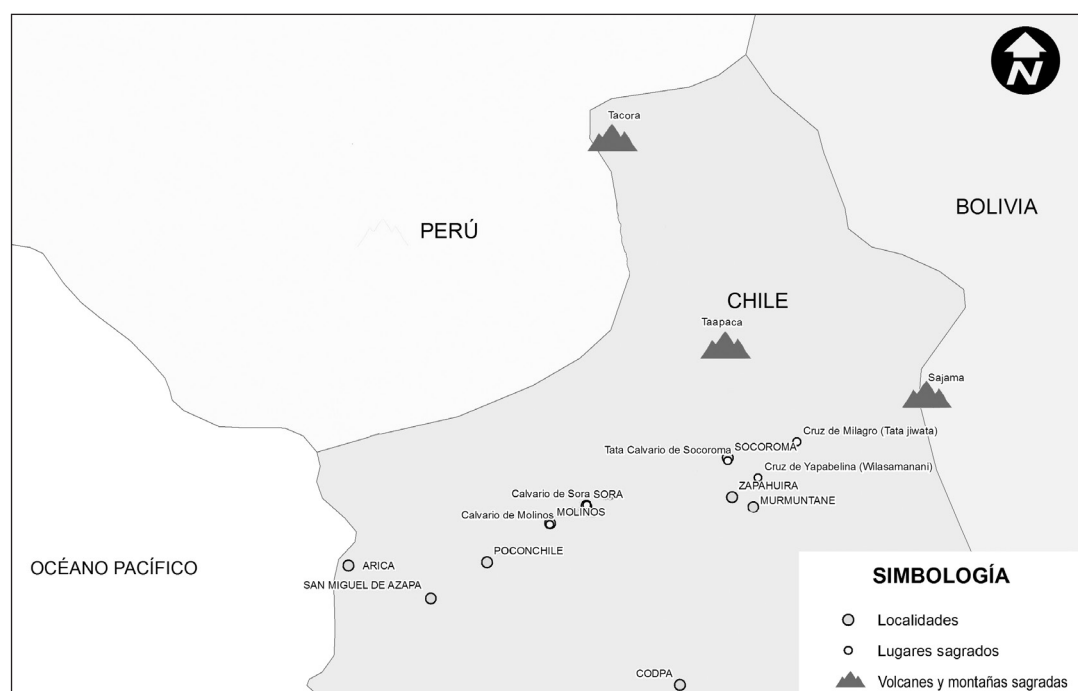 N
Tacora
BOLIVIA
PERÚ
CHILE
Taapaca
Sajama
Cruz de Milagro (Tata jiwata)
Tata Calvario de Socoroma
SOCOROMA
Cruz de Yapabelina (Wilasamanani)
ZAPAHUIRA
MURMUNTANE
Calvario de Sora
SORA
Calvario de Molinos
MOLINOS
POCONCHILE
OCÉANO PACÍFICO
ARICA
SAN MIGUEL DE AZAPA
CODPA
SIMBOLOGÍA
Localidades
Lugares sagrados
Volcanes y montañas sagradas